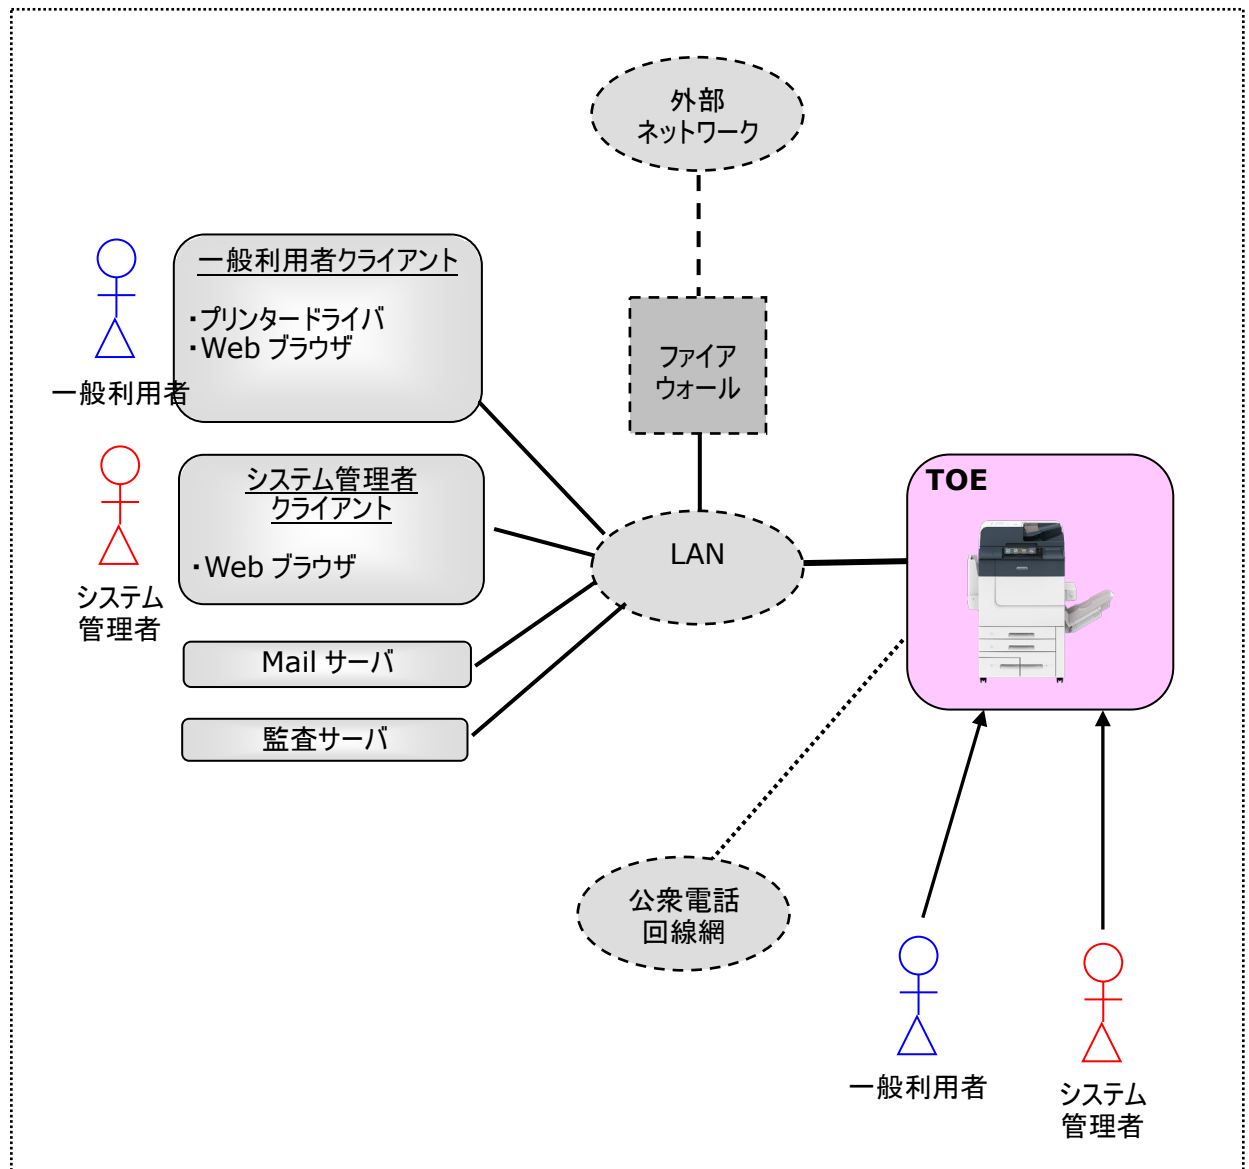 外部
ネットワーク
一般利用者クライアント
・プリンタードライバ
・Web ブラウザ
一般利用者
ファイア
ウォール
システム管理者
クライアント
・Web ブラウザ
システム
管理者
LAN
TOE
Mail サーバ
監査サーバ
公衆電話
回線網
一般利用者
システム
管理者